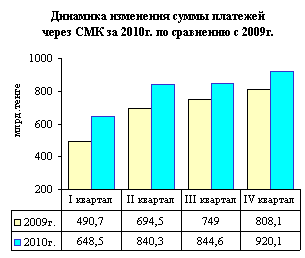 Динамика изменения суммы платежей
через СМК за 2010г. по сравнению с 2009г.
млрд.тенге
1000
800
600
400
200
I квартал II квартал III квартал IV квартал
2009г. 490,7 694,5 749 808,1
2010г. 648,5 840,3 844,6 920,1